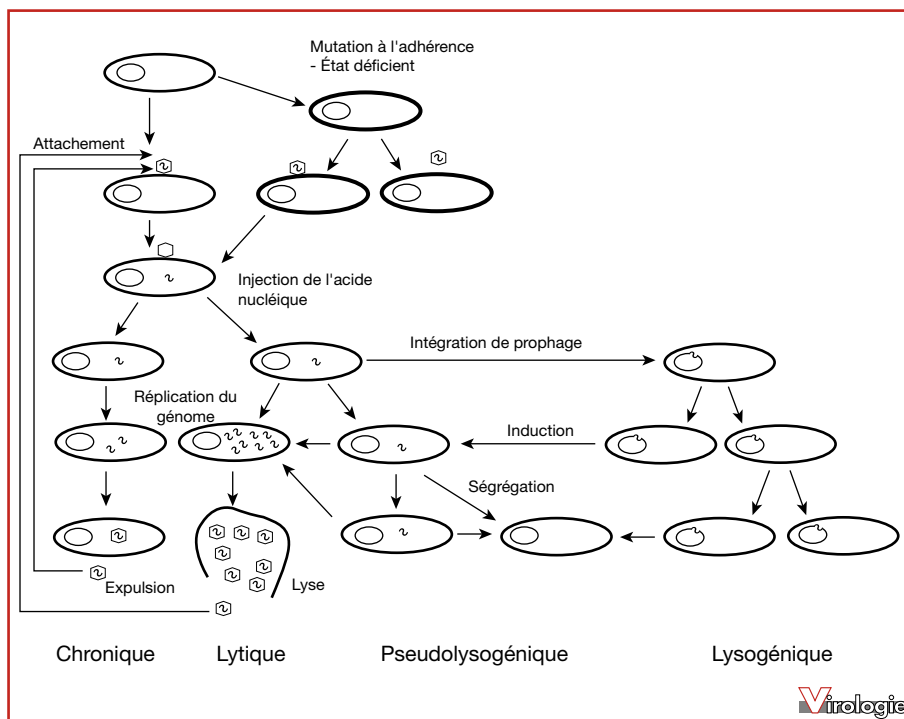 Mutation à l'adhérence
- État déficient
Attachement
Injection de l'acide
nucléique
Intégration de prophage
Réplication du
génome
Induction
Ségrégation
Expulsion
Lyse
Chronique
Lytique
Pseudolysogénique
Lysogénique
Virologie